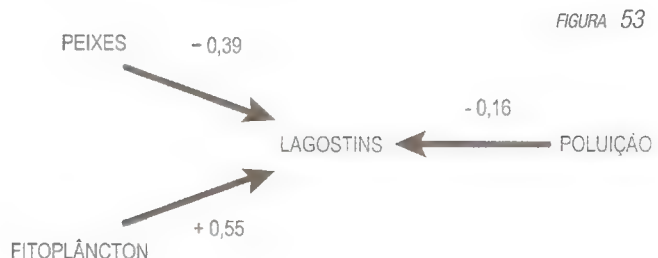 FIGURA 53
PEIXES
- 0,39
- 0,16
LAGOSTINS
POLUIÇÃO
+ 0,55
FITOPLÂNCTON